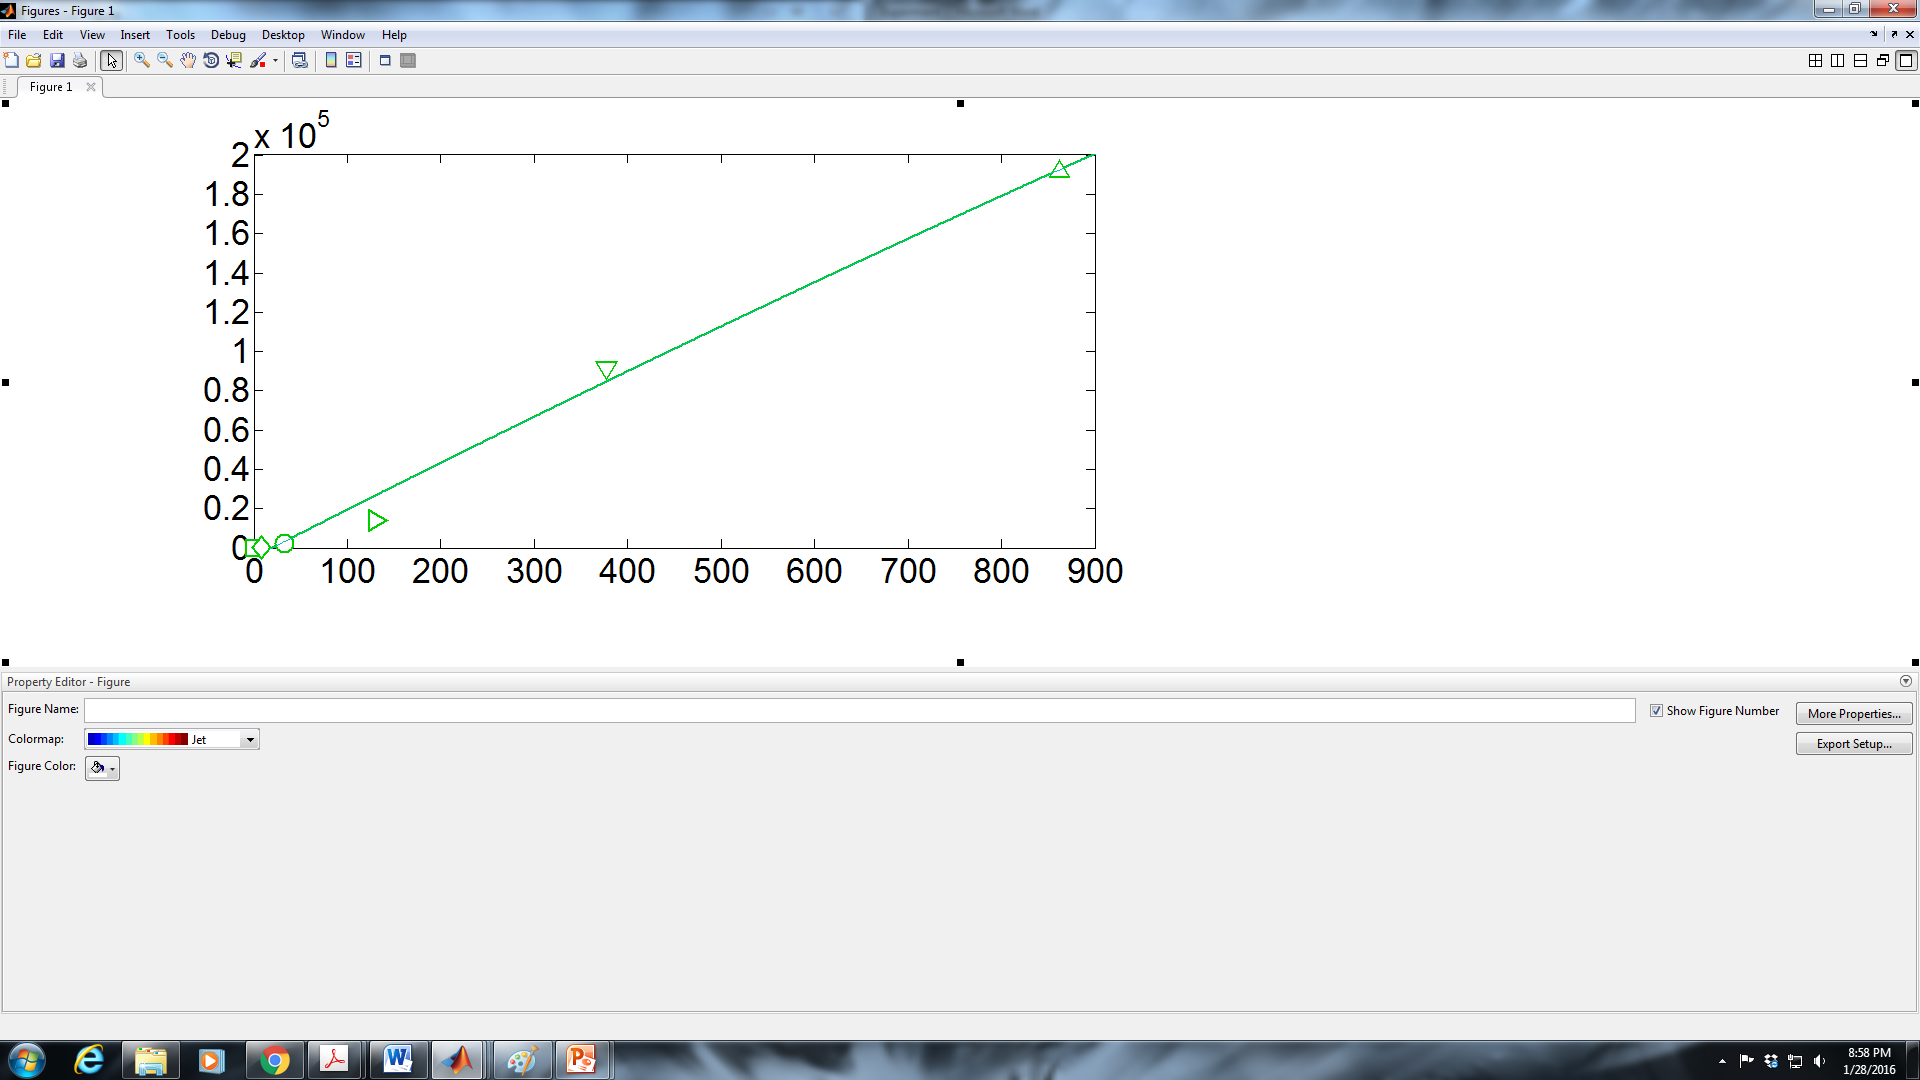 Figures - Figure 1
File Edit View Insert Tools Debug Desktop Window Help
Figure 1
x 10^5
2
1.8
1.6
1.4
1.2
1
0.8
0.6
0.4
0.2
0
0 100 200 300 400 500 600 700 800 900
Property Editor - Figure
Figure Name: Show Figure Number More Properties...
Colormap: Jet Export Setup...
Figure Color:
8:58 PM
1/28/2016